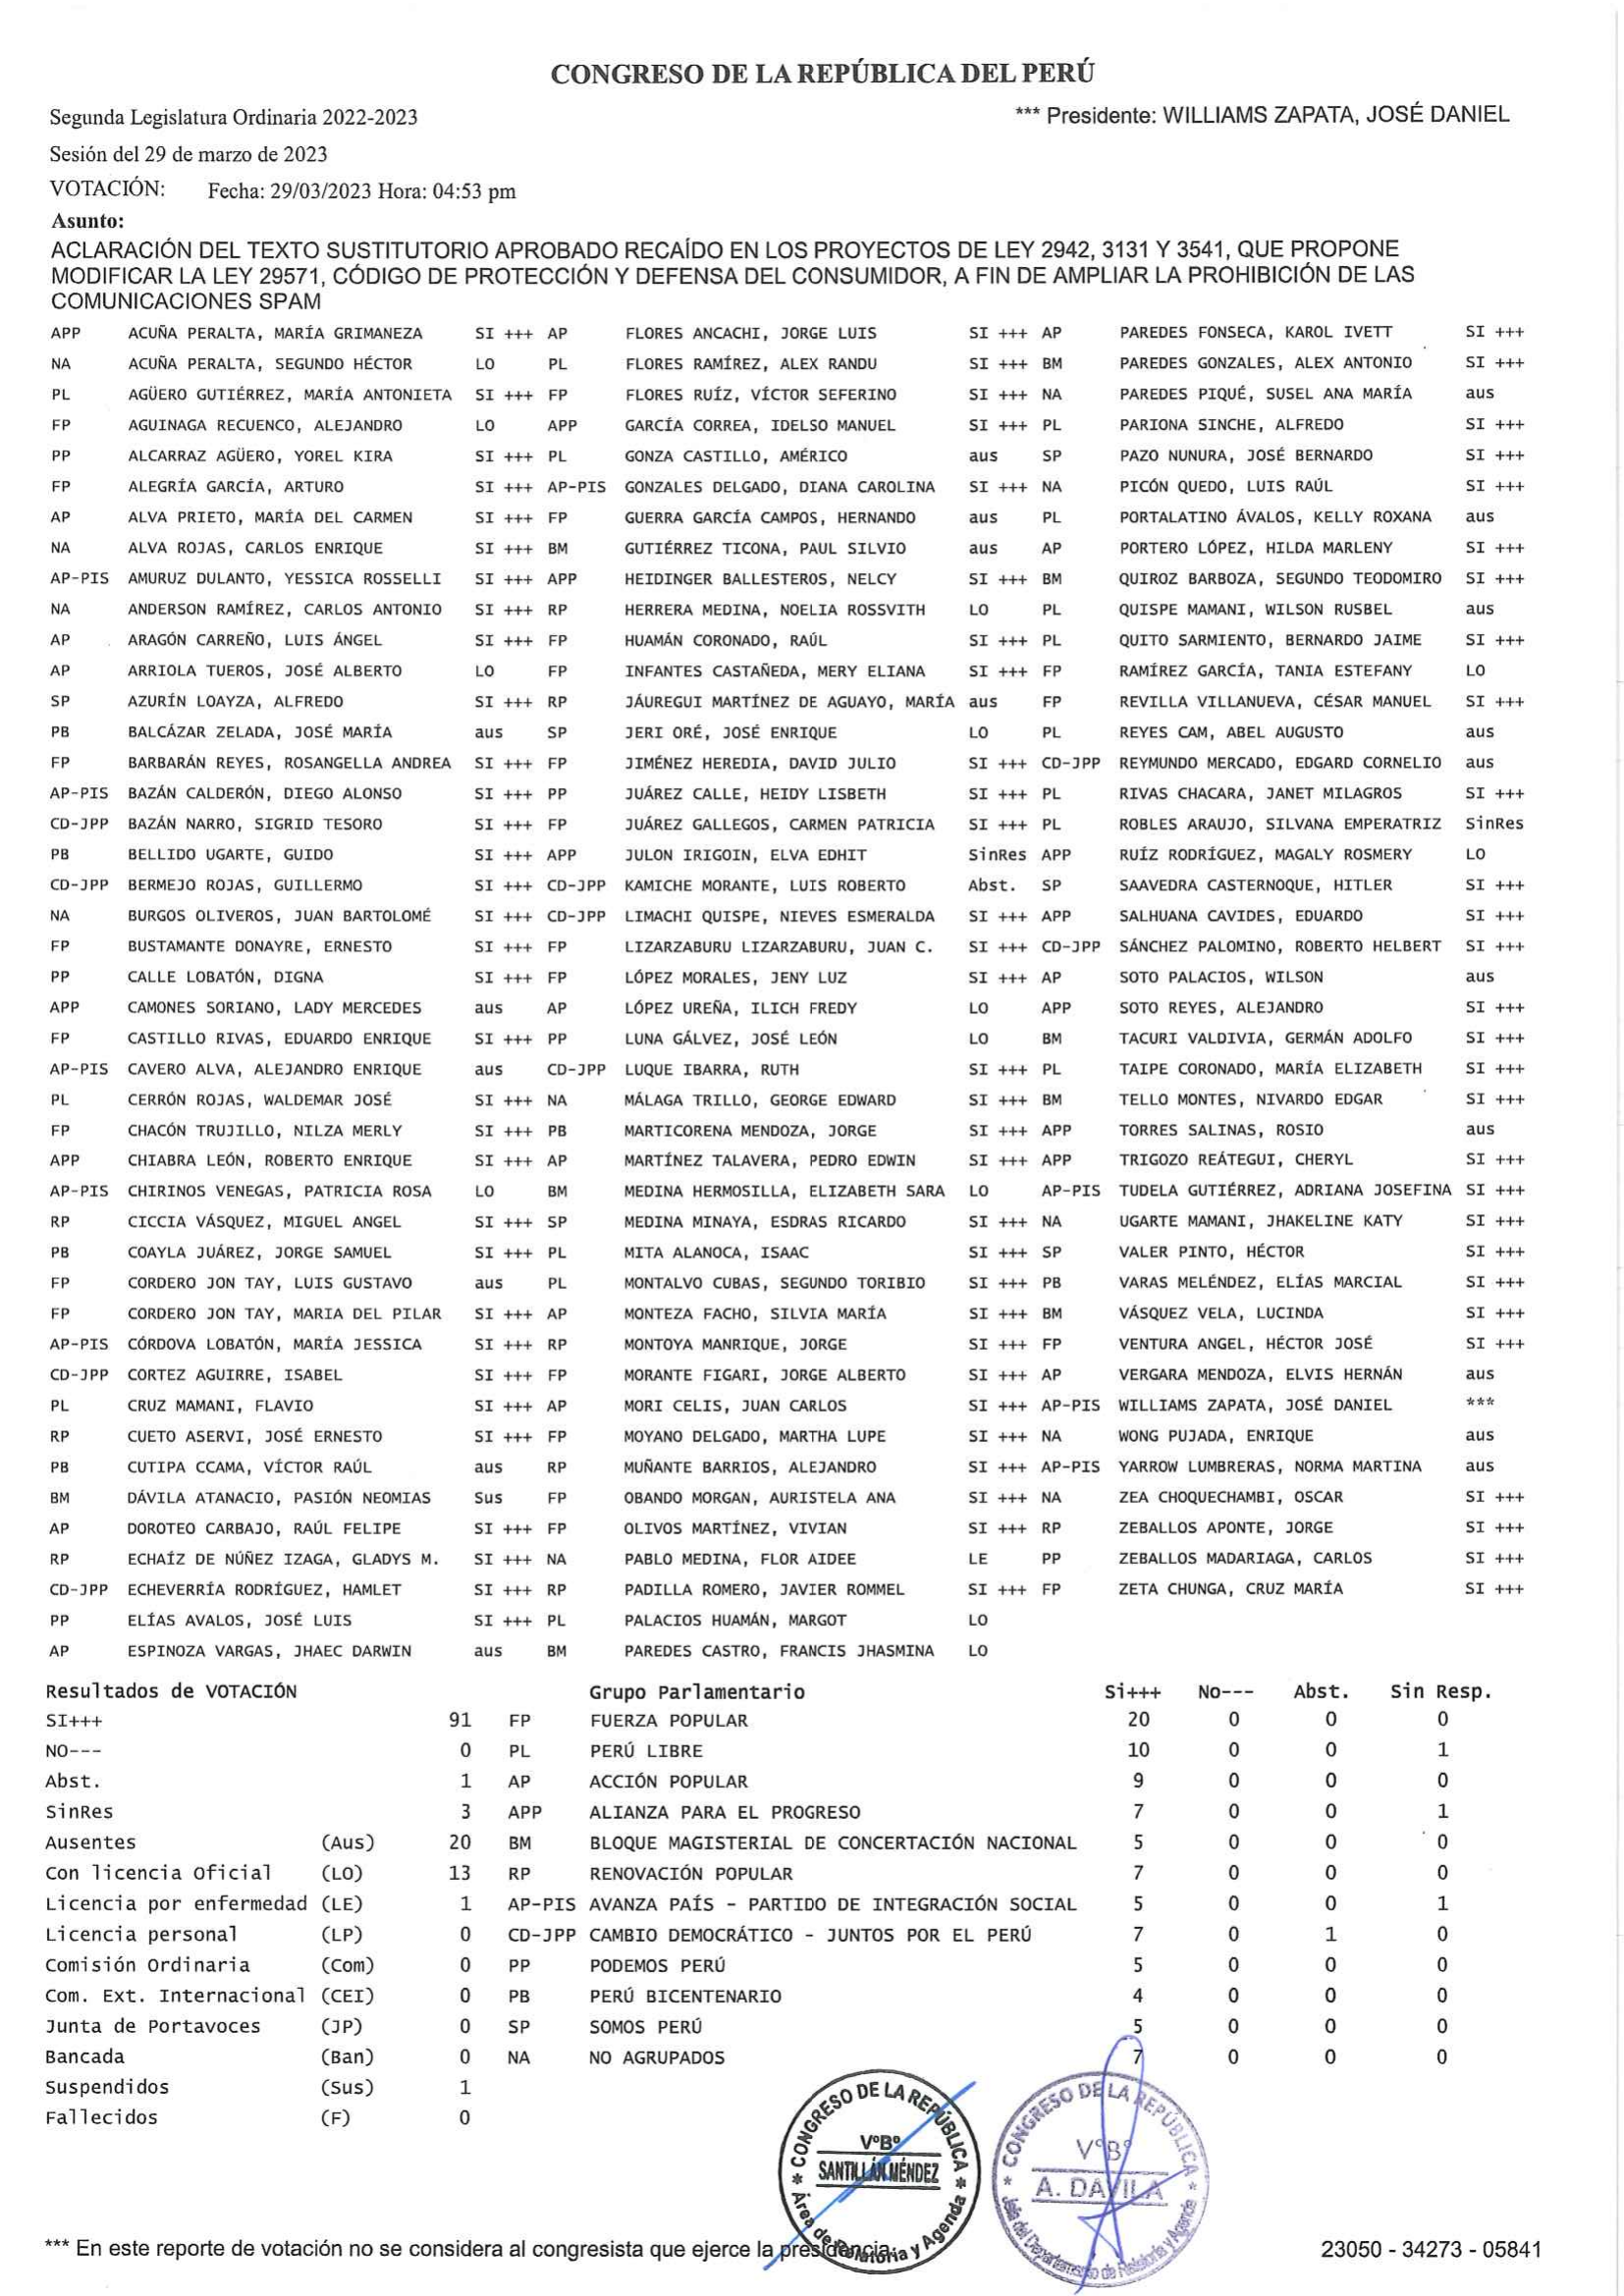 CONGRESO DE LA REPÚBLICA DEL PERÚ
Segunda Legislatura Ordinaria 2022-2023 *** Presidente: WILLIAMS ZAPATA, JOSÉ DANIEL
Sesión del 29 de marzo de 2023
VOTACIÓN: Fecha: 29/03/2023 Hora: 04:53 pm
Asunto:
ACLARACIÓN DEL TEXTO SUSTITUTORIO APROBADO RECAÍDO EN LOS PROYECTOS DE LEY 2942, 3131 Y 3541, QUE PROPONE
MODIFICAR LA LEY 29571, CÓDIGO DE PROTECCIÓN Y DEFENSA DEL CONSUMIDOR, A FIN DE AMPLIAR LA PROHIBICIÓN DE LAS
COMUNICACIONES SPAM
APP ACUÑA PERALTA, MARÍA GRIMANEZA SI +++ AP FLORES ANCACHI, JORGE LUIS SI +++ AP PAREDES FONSECA, KAROL IVETT SI +++
NA ACUÑA PERALTA, SEGUNDO HÉCTOR LO PL FLORES RAMÍREZ, ALEX RANDU SI +++ BM PAREDES GONZALES, ALEX ANTONIO SI +++
PL AGÜERO GUTIÉRREZ, MARÍA ANTONIETA SI +++ FP FLORES RUÍZ, VÍCTOR SEFERINO SI +++ NA PAREDES PIQUÉ, SUSEL ANA MARÍA aus
FP AGUINAGA RECUENCO, ALEJANDRO LO APP GARCÍA CORREA, IDELSO MANUEL SI +++ PL PARIONA SINCHE, ALFREDO SI +++
PP ALCARRAZ AGÜERO, YOREL KIRA SI +++ PL GONZA CASTILLO, AMÉRICO aus SP PAZO NUNURA, JOSÉ BERNARDO SI +++
FP ALEGRÍA GARCÍA, ARTURO SI +++ AP-PIS GONZALES DELGADO, DIANA CAROLINA SI +++ NA PICÓN QUEDO, LUIS RAÚL SI +++
AP ALVA PRIETO, MARÍA DEL CARMEN SI +++ FP GUERRA GARCÍA CAMPOS, HERNANDO aus PL PORTALATINO ÁVALOS, KELLY ROXANA aus
NA ALVA ROJAS, CARLOS ENRIQUE SI +++ BM GUTIÉRREZ TICONA, PAUL SILVIO aus AP PORTERO LÓPEZ, HILDA MARLENY SI +++
AP-PIS AMURUZ DULANTO, YESSICA ROSSELLI SI +++ APP HEIDINGER BALLESTEROS, NELCY SI +++ BM QUIROZ BARBOZA, SEGUNDO TEODOMIRO SI +++
NA ANDERSON RAMÍREZ, CARLOS ANTONIO SI +++ RP HERRERA MEDINA, NOELIA ROSSVITH LO PL QUISPE MAMANI, WILSON RUSBEL aus
AP ARAGÓN CARREÑO, LUIS ÁNGEL SI +++ FP HUAMÁN CORONADO, RAÚL SI +++ PL QUITO SARMIENTO, BERNARDO JAIME SI +++
AP ARRIOLA TUEROS, JOSÉ ALBERTO LO FP INFANTES CASTAÑEDA, MERY ELIANA SI +++ FP RAMÍREZ GARCÍA, TANIA ESTEFANY LO
SP AZURÍN LOAYZA, ALFREDO SI +++ RP JÁUREGUI MARTÍNEZ DE AGUAYO, MARÍA aus FP REVILLA VILLANUEVA, CÉSAR MANUEL SI +++
PB BALCÁZAR ZELADA, JOSÉ MARÍA aus SP JERI ORÉ, JOSÉ ENRIQUE LO PL REYES CAM, ABEL AUGUSTO aus
FP BARBARÁN REYES, ROSANGELLA ANDREA SI +++ FP JIMÉNEZ HEREDIA, DAVID JULIO SI +++ CD-JPP REYMUNDO MERCADO, EDGARD CORNELIO aus
AP-PIS BAZÁN CALDERÓN, DIEGO ALONSO SI +++ PP JUÁREZ CALLE, HEIDY LISBETH SI +++ PL RIVAS CHACARA, JANET MILAGROS SI +++
CD-JPP BAZÁN NARRO, SIGRID TESORO SI +++ FP JUÁREZ GALLEGOS, CARMEN PATRICIA SI +++ PL ROBLES ARAUJO, SILVANA EMPERATRIZ SinRes
PB BELLIDO UGARTE, GUIDO SI +++ APP JULON IRIGOIN, ELVA EDHIT SinRes APP RUÍZ RODRÍGUEZ, MAGALY ROSMERY LO
CD-JPP BERMEJO ROJAS, GUILLERMO SI +++ CD-JPP KAMICHE MORANTE, LUIS ROBERTO Abst. SP SAAVEDRA CASTERNOQUE, HITLER SI +++
NA BURGOS OLIVEROS, JUAN BARTOLOMÉ SI +++ CD-JPP LIMACHI QUISPE, NIEVES ESMERALDA SI +++ APP SALHUANA CAVIDES, EDUARDO SI +++
FP BUSTAMANTE DONAYRE, ERNESTO SI +++ FP LIZARZABURU LIZARZABURU, JUAN C. SI +++ CD-JPP SÁNCHEZ PALOMINO, ROBERTO HELBERT SI +++
PP CALLE LOBATÓN, DIGNA SI +++ FP LÓPEZ MORALES, JENY LUZ SI +++ AP SOTO PALACIOS, WILSON aus
APP CAMONES SORIANO, LADY MERCEDES aus AP LÓPEZ UREÑA, ILICH FREDY LO APP SOTO REYES, ALEJANDRO SI +++
FP CASTILLO RIVAS, EDUARDO ENRIQUE SI +++ PP LUNA GÁLVEZ, JOSÉ LEÓN LO BM TACURI VALDIVIA, GERMÁN ADOLFO SI +++
AP-PIS CAVERO ALVA, ALEJANDRO ENRIQUE aus CD-JPP LUQUE IBARRA, RUTH SI +++ PL TAIPE CORONADO, MARÍA ELIZABETH SI +++
PL CERRÓN ROJAS, WALDEMAR JOSÉ SI +++ NA MÁLAGA TRILLO, GEORGE EDWARD SI +++ BM TELLO MONTES, NIVARDO EDGAR SI +++
FP CHACÓN TRUJILLO, NILZA MERLY SI +++ PB MARTICORENA MENDOZA, JORGE SI +++ APP TORRES SALINAS, ROSIO aus
APP CHIABRA LEÓN, ROBERTO ENRIQUE SI +++ AP MARTÍNEZ TALAVERA, PEDRO EDWIN SI +++ APP TRIGOZO REÁTEGUI, CHERYL SI +++
AP-PIS CHIRINOS VENEGAS, PATRICIA ROSA LO BM MEDINA HERMOSILLA, ELIZABETH SARA LO AP-PIS TUDELA GUTIÉRREZ, ADRIANA JOSEFINA SI +++
RP CICCIA VÁSQUEZ, MIGUEL ANGEL SI +++ SP MEDINA MINAYA, ESDRAS RICARDO SI +++ NA UGARTE MAMANI, JHAKELINE KATY SI +++
PB COAYLA JUÁREZ, JORGE SAMUEL SI +++ PL MITA ALANOCA, ISAAC SI +++ SP VALER PINTO, HÉCTOR SI +++
FP CORDERO JON TAY, LUIS GUSTAVO aus PL MONTALVO CUBAS, SEGUNDO TORIBIO SI +++ PB VARAS MELÉNDEZ, ELÍAS MARCIAL SI +++
FP CORDERO JON TAY, MARIA DEL PILAR SI +++ AP MONTEZA FACHO, SILVIA MARÍA SI +++ BM VÁSQUEZ VELA, LUCINDA SI +++
AP-PIS CÓRDOVA LOBATÓN, MARÍA JESSICA SI +++ RP MONTOYA MANRIQUE, JORGE SI +++ FP VENTURA ANGEL, HÉCTOR JOSÉ SI +++
CD-JPP CORTEZ AGUIRRE, ISABEL SI +++ FP MORANTE FIGARI, JORGE ALBERTO SI +++ AP VERGARA MENDOZA, ELVIS HERNÁN aus
PL CRUZ MAMANI, FLAVIO SI +++ AP MORI CELIS, JUAN CARLOS SI +++ AP-PIS WILLIAMS ZAPATA, JOSÉ DANIEL ***
RP CUETO ASERVI, JOSÉ ERNESTO SI +++ FP MOYANO DELGADO, MARTHA LUPE SI +++ NA WONG PUJADA, ENRIQUE aus
PB CUTIPA CCAMA, VÍCTOR RAÚL aus RP MUÑANTE BARRIOS, ALEJANDRO SI +++ AP-PIS YARROW LUMBRERAS, NORMA MARTINA aus
BM DÁVILA ATANACIO, PASIÓN NEOMIAS Sus FP OBANDO MORGAN, AURISTELA ANA SI +++ NA ZEA CHOQUECHAMBI, OSCAR SI +++
AP DOROTEO CARBAJO, RAÚL FELIPE SI +++ FP OLIVOS MARTÍNEZ, VIVIAN SI +++ RP ZEBALLOS APONTE, JORGE SI +++
RP ECHAÍZ DE NÚÑEZ IZAGA, GLADYS M. SI +++ NA PABLO MEDINA, FLOR AIDEE LE PP ZEBALLOS MADARIAGA, CARLOS SI +++
CD-JPP ECHEVERRÍA RODRÍGUEZ, HAMLET SI +++ RP PADILLA ROMERO, JAVIER ROMMEL SI +++ FP ZETA CHUNGA, CRUZ MARÍA SI +++
PP ELÍAS AVALOS, JOSÉ LUIS SI +++ PL PALACIOS HUAMÁN, MARGOT LO
AP ESPINOZA VARGAS, JHAEC DARWIN aus BM PAREDES CASTRO, FRANCIS JHASMINA LO
Resultados de VOTACIÓN Grupo Parlamentario Si+++ No--- Abst. Sin Resp.
SI+++ 91 FP FUERZA POPULAR 20 0 0 0
NO--- 0 PL PERÚ LIBRE 10 0 0 1
Abst. 1 AP ACCIÓN POPULAR 9 0 0 0
SinRes 3 APP ALIANZA PARA EL PROGRESO 7 0 0 1
Ausentes (Aus) 20 BM BLOQUE MAGISTERIAL DE CONCERTACIÓN NACIONAL 5 0 0 0
Con licencia Oficial (LO) 13 RP RENOVACIÓN POPULAR 7 0 0 0
Licencia por enfermedad (LE) 1 AP-PIS AVANZA PAÍS - PARTIDO DE INTEGRACIÓN SOCIAL 5 0 0 1
Licencia personal (LP) 0 CD-JPP CAMBIO DEMOCRÁTICO - JUNTOS POR EL PERÚ 7 0 1 0
Comisión Ordinaria (Com) 0 PP PODEMOS PERÚ 5 0 0 0
Com. Ext. Internacional (CEI) 0 PB PERÚ BICENTENARIO 4 0 0 0
Junta de Portavoces (JP) 0 SP SOMOS PERÚ 5 0 0 0
Bancada (Ban) 0 NA NO AGRUPADOS 7 0 0 0
Suspendidos (Sus) 1
Fallecidos (F) 0
CONGRESO DE LA REPÚBLICA
V°B°
SANTILLÁN MÉNDEZ
Área de Relatoría y Agenda
CONGRESO DE LA REPÚBLICA
V°B°
A. DAVILA
Jefa del Departamento de Relatoría y Agenda
*** En este reporte de votación no se considera al congresista que ejerce la presidencia. 23050 - 34273 - 05841